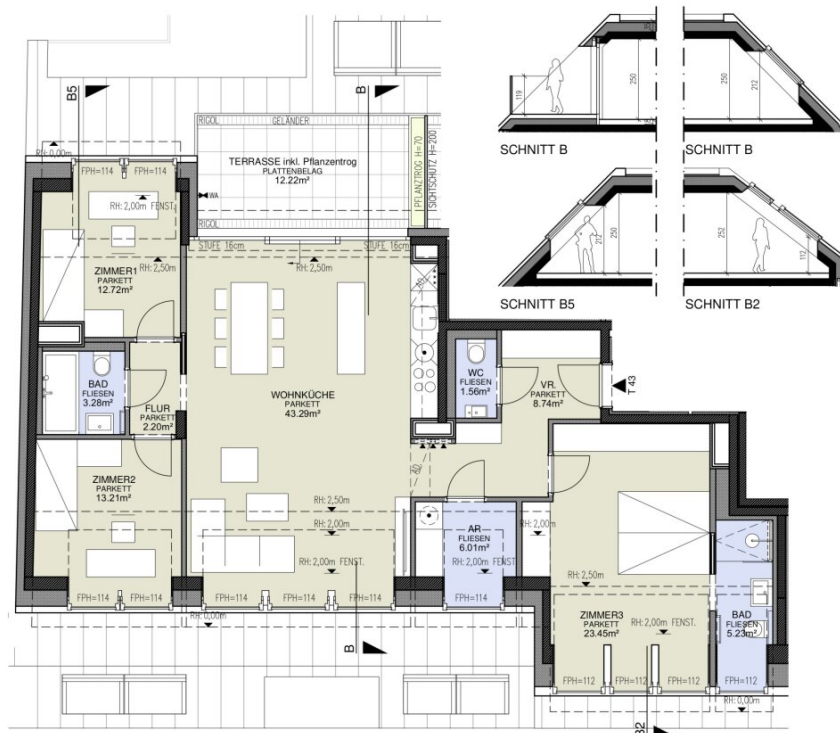 SCHNITT B
SCHNITT B
119
250
250
212
SCHNITT B5
SCHNITT B2
212
250
252
112
B5
B
RIGOL
GELÄNDER
TERRASSE inkl. Pflanzentrog
PLATTENBELAG
12.22m²
PFLANZTROG H=70
SICHTSCHUTZ H=200
WA
RIGOL
STUFE 16cm
STUFE 16cm
RH: 0,00m
FPH=114
FPH=114
RH: 2,00m FENST.
RH: 2,50m
RH: 2,50m
ZIMMER1
PARKETT
12.72m²
BAD
FLIESEN
3.28m²
FLUR
PARKETT
2.20m²
WOHNKÜCHE
PARKETT
43.29m²
WC
FLIESEN
1.56m²
VR.
PARKETT
8.74m²
T 43
ZIMMER2
PARKETT
13.21m²
RH: 2,50m
RH: 2,00m
RH: 2,00m FENST.
AR
FLIESEN
6.01m²
RH: 2,00m FENST.
RH: 2,00m
RH: 2,50m
FPH=114
FPH=114
FPH=114
FPH=114
FPH=114
FPH=114
RH: 0,00m
ZIMMER3
PARKETT
23.45m²
RH: 2,00m FENST.
BAD
FLIESEN
5.23m²
FPH=112
FPH=112
FPH=112
FPH=112
RH: 0,00m
B
B2